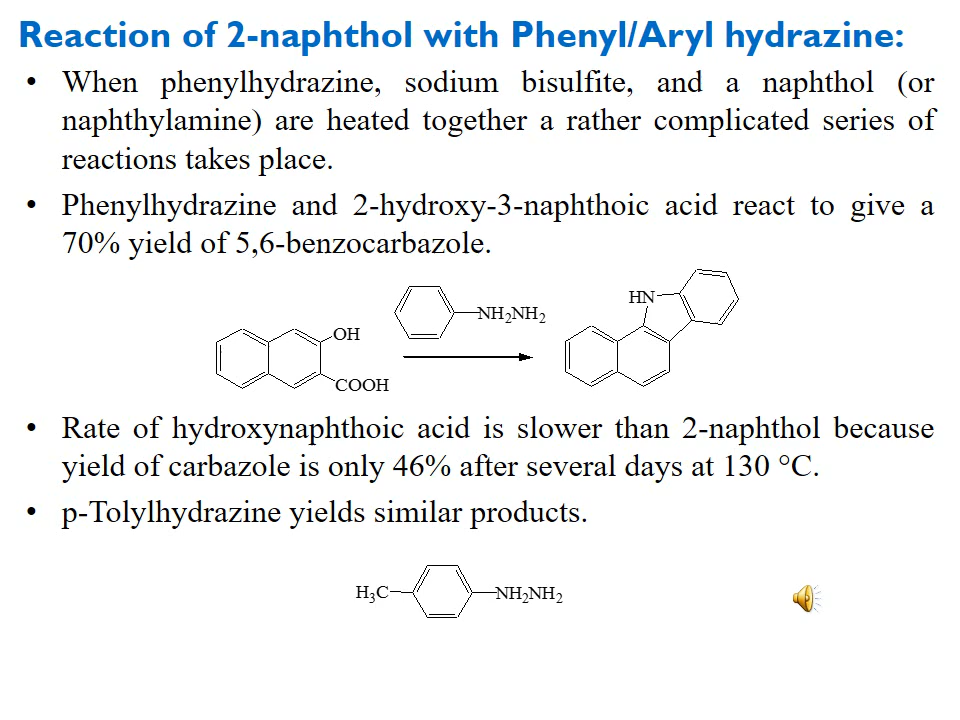 Reaction of 2-naphthol with Phenyl/Aryl hydrazine:
• When phenylhydrazine, sodium bisulfite, and a naphthol (or
naphthylamine) are heated together a rather complicated series of
reactions takes place.
• Phenylhydrazine and 2-hydroxy-3-naphthoic acid react to give a
70% yield of 5,6-benzocarbazole.
HN
NH₂NH₂
OH
COOH
• Rate of hydroxynaphthoic acid is slower than 2-naphthol because
yield of carbazole is only 46% after several days at 130 °C.
• p-Tolylhydrazine yields similar products.
H₃C
NH₂NH₂